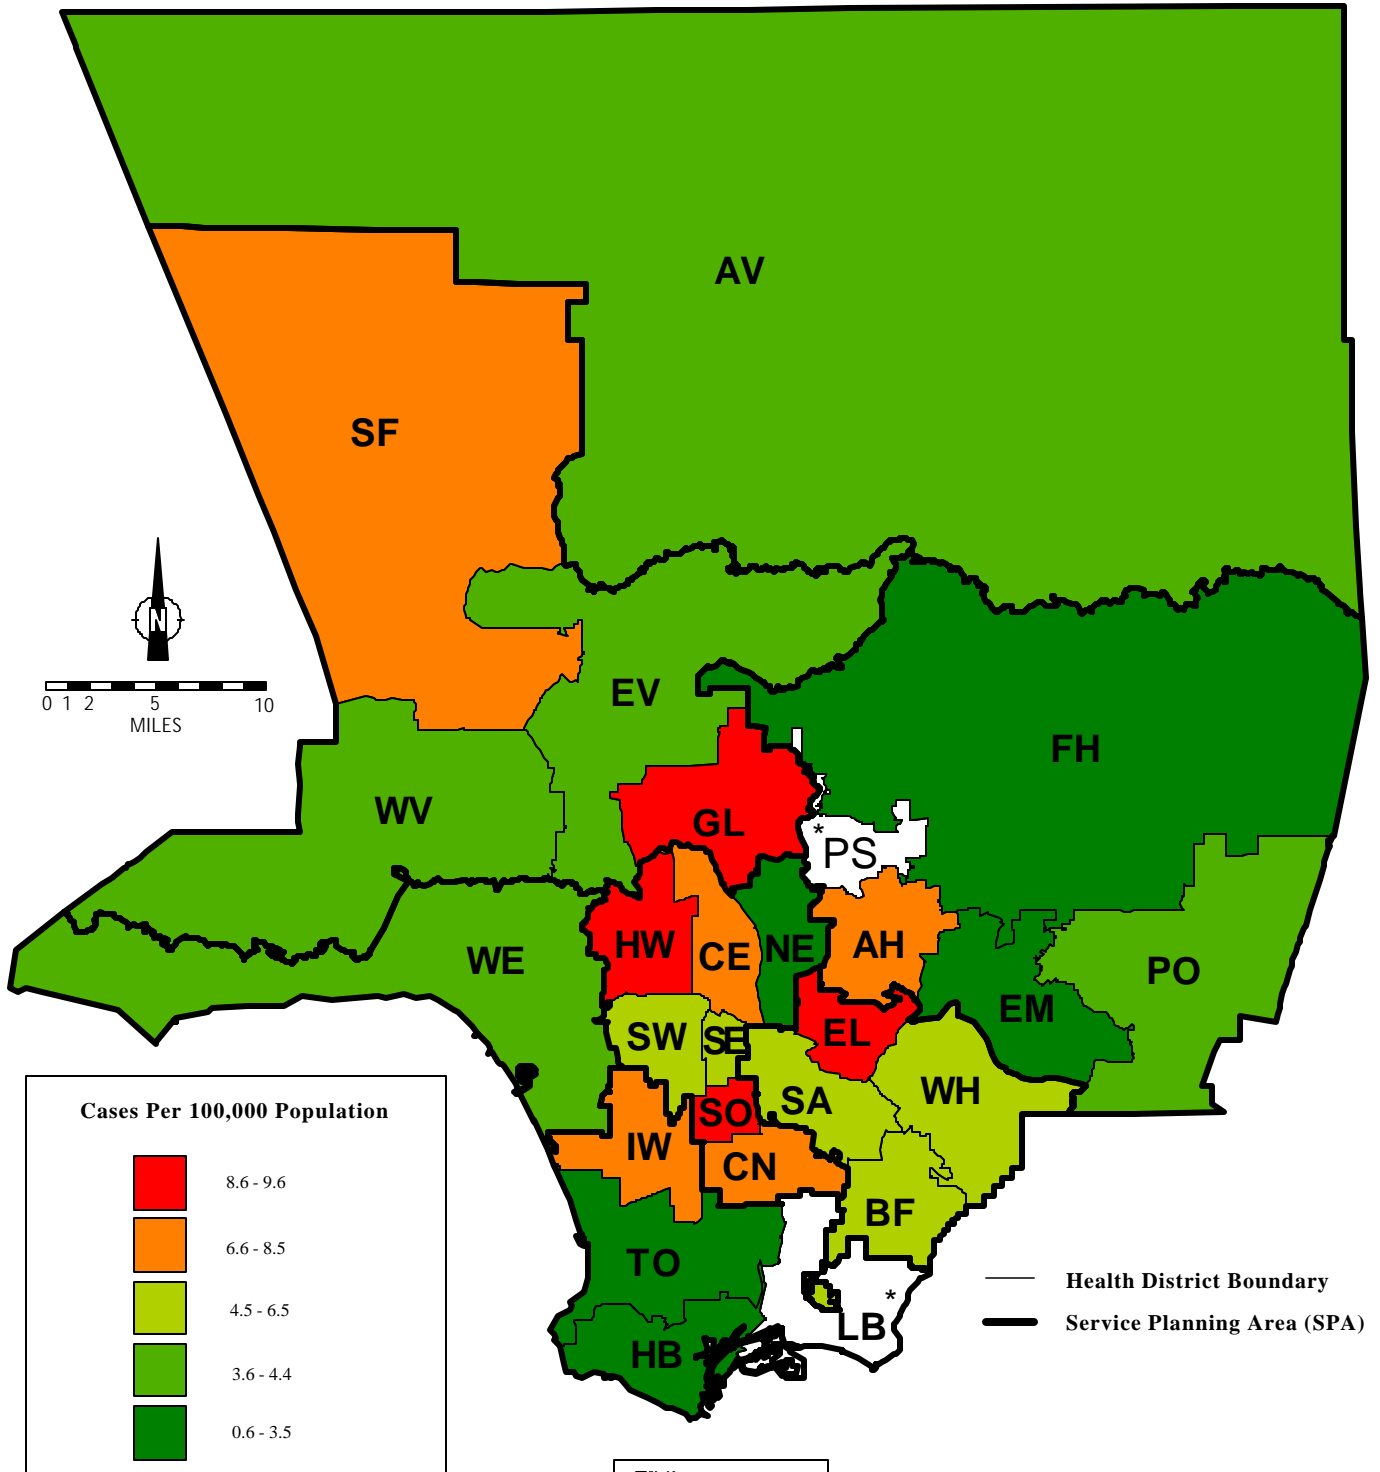 AV
SF
N
0 1 2 5 10
MILES
EV
FH
WV
GL
*
PS
HW
CE
NE
AH
WE
PO
EM
SW
SE
EL
WH
SA
SO
IW
CN
BF
TO
*
LB
HB
Cases Per 100,000 Population
8.6 - 9.6
6.6 - 8.5
4.5 - 6.5
3.6 - 4.4
0.6 - 3.5
Health District Boundary
Service Planning Area (SPA)